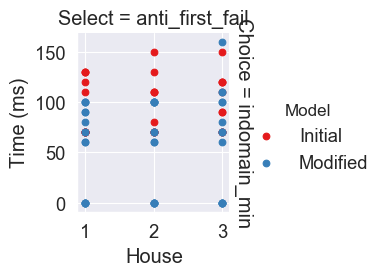 Select = anti_first_fail
Choice = indomain_min
Time (ms)
150
100
50
0
1 2 3
House
Model
Initial
Modified